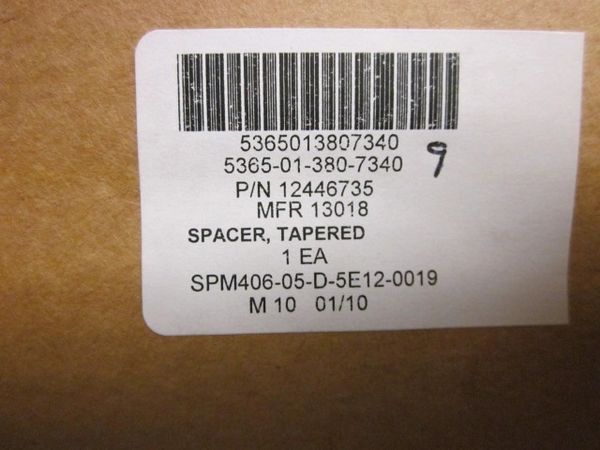 5365013807340
5365-01-380-7340
9
P/N 12446735
MFR 13018
SPACER, TAPERED
1 EA
SPM406-05-D-5E12-0019
M 10 01/10